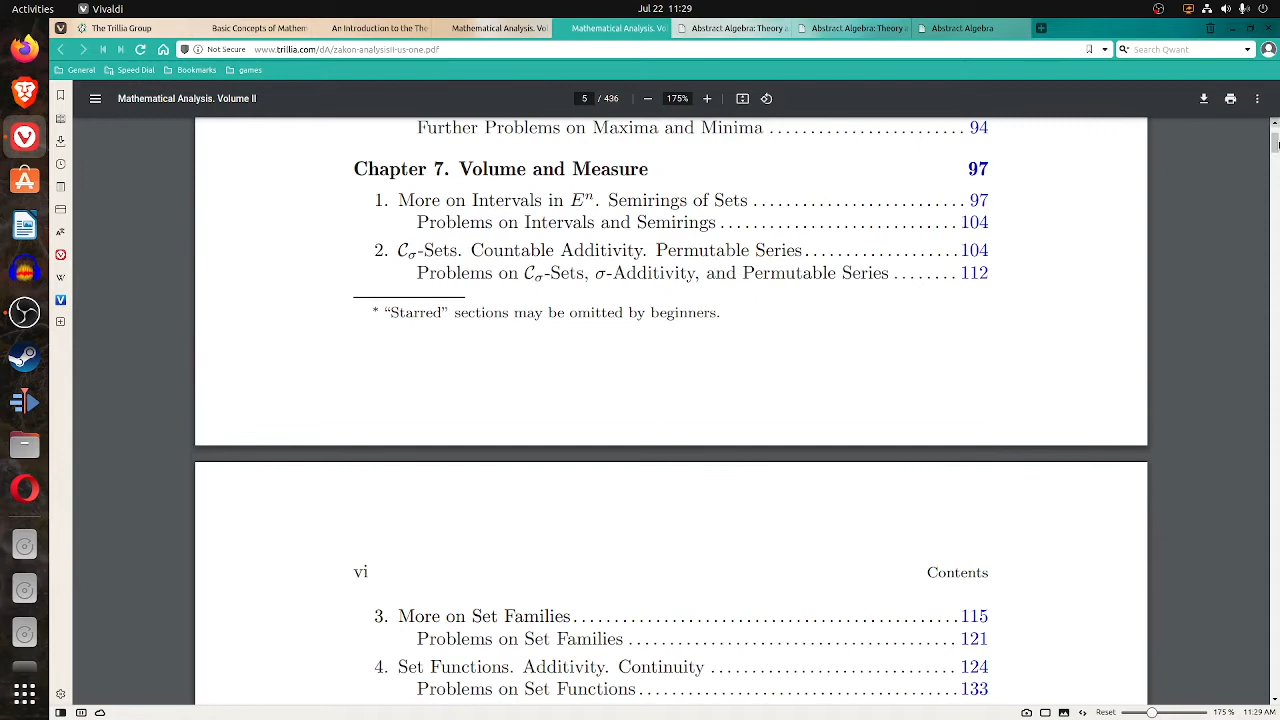 Activities
Vivaldi
Jul 22 11:29
The Trillia Group
Basic Concepts of Mathem
An Introduction to the The
Mathematical Analysis. Vol
Mathematical Analysis. Vo
Abstract Algebra: Theory a
Abstract Algebra: Theory a
Abstract Algebra
Not Secure
www.trillia.com/dA/zakon-analysisII-us-one.pdf
Search Qwant
General
Speed Dial
Bookmarks
games
Mathematical Analysis. Volume II
5 / 436
175%
Further Problems on Maxima and Minima ........................ 94
Chapter 7. Volume and Measure 97
1. More on Intervals in Eⁿ. Semirings of Sets ......................... 97
Problems on Intervals and Semirings ............................. 104
2. 𝒞σ-Sets. Countable Additivity. Permutable Series ................. 104
Problems on 𝒞σ-Sets, σ-Additivity, and Permutable Series ........ 112
* “Starred” sections may be omitted by beginners.
vi
Contents
3. More on Set Families ............................................. 115
Problems on Set Families ........................................ 121
4. Set Functions. Additivity. Continuity ............................. 124
Problems on Set Functions ....................................... 133
Reset
175 %
11:29 AM